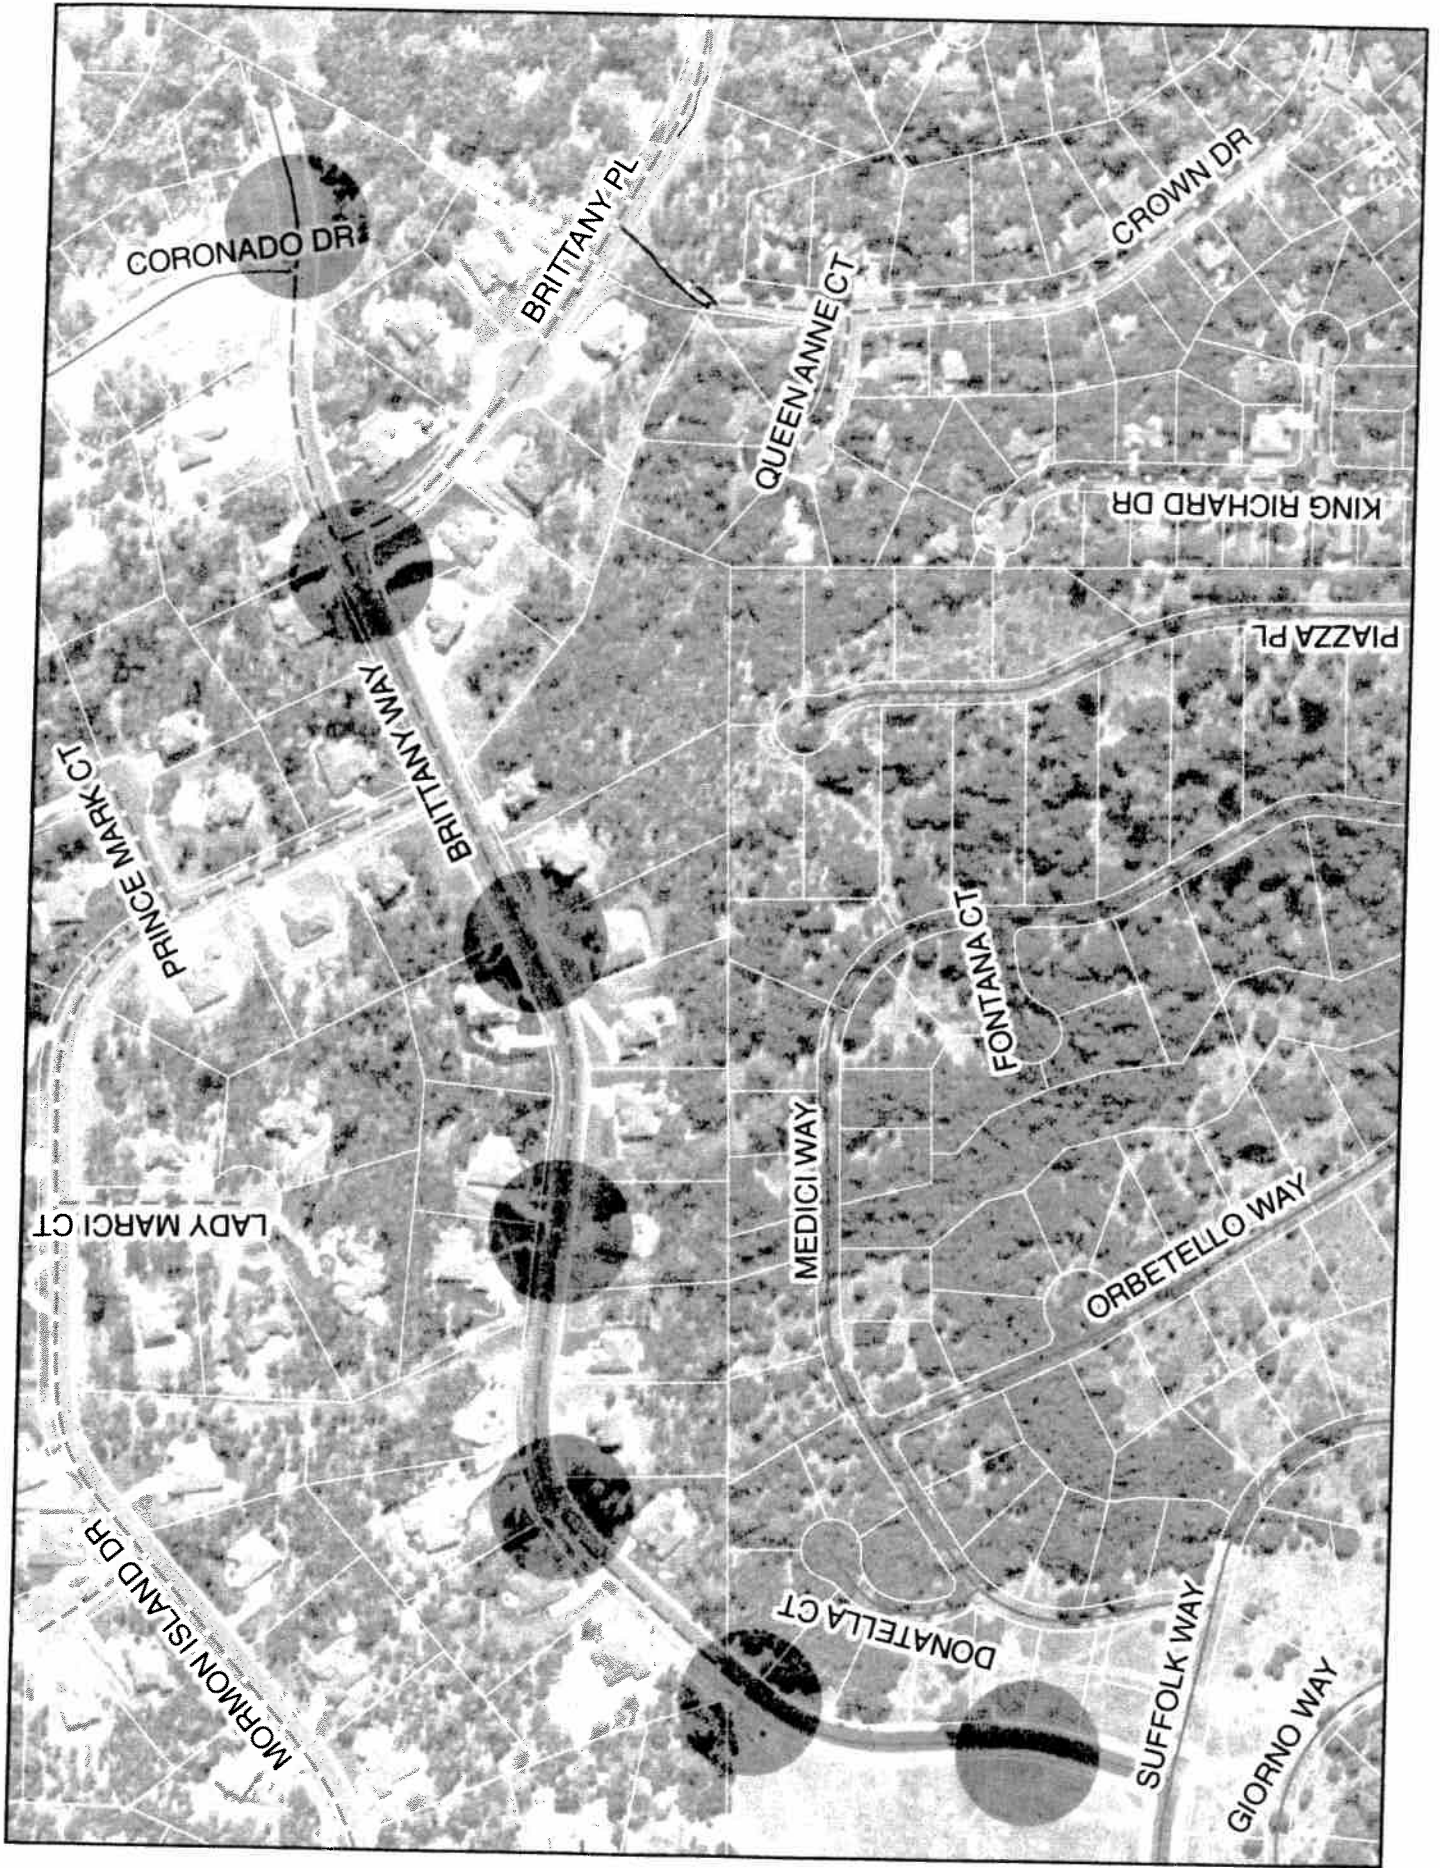 CORONADO DR
BRITTANY PL
CROWN DR
QUEEN ANNE CT
KING RICHARD DR
PIAZZA PL
BRITTANY WAY
PRINCE MARK CT
FONTANA CT
MEDICI WAY
LADY MARCI CT
ORBETELLO WAY
MORMON ISLAND DR
DONATELLA CT
SUFFOLK WAY
GIORNO WAY